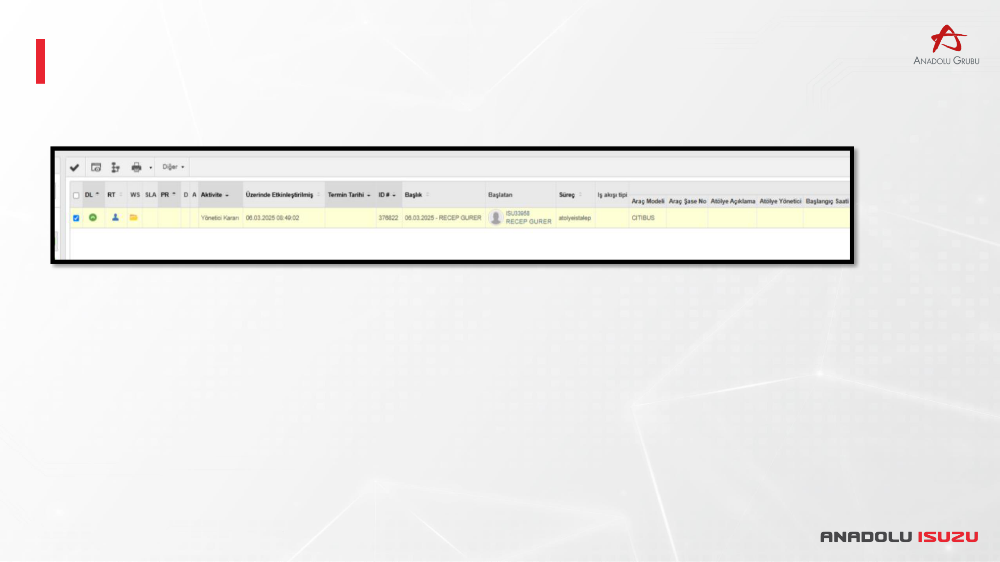 ANADOLU GRUBU
Diğer
DL RT WS SLA PR D A Aktivite Üzerinde Etkinleştirilmiş Termin Tarihi ID # Başlık Başlatan Süreç İş akışı tipi Araç Modeli Araç Şase No Atölye Açıklama Atölye Yönetici Başlangıç Saati
Yönetici Kararı 06.03.2025 08:49:02 376822 06.03.2025 - RECEP GURER ISU33958 atolyeistalep CITIBUS
RECEP GURER
ANADOLU ISUZU